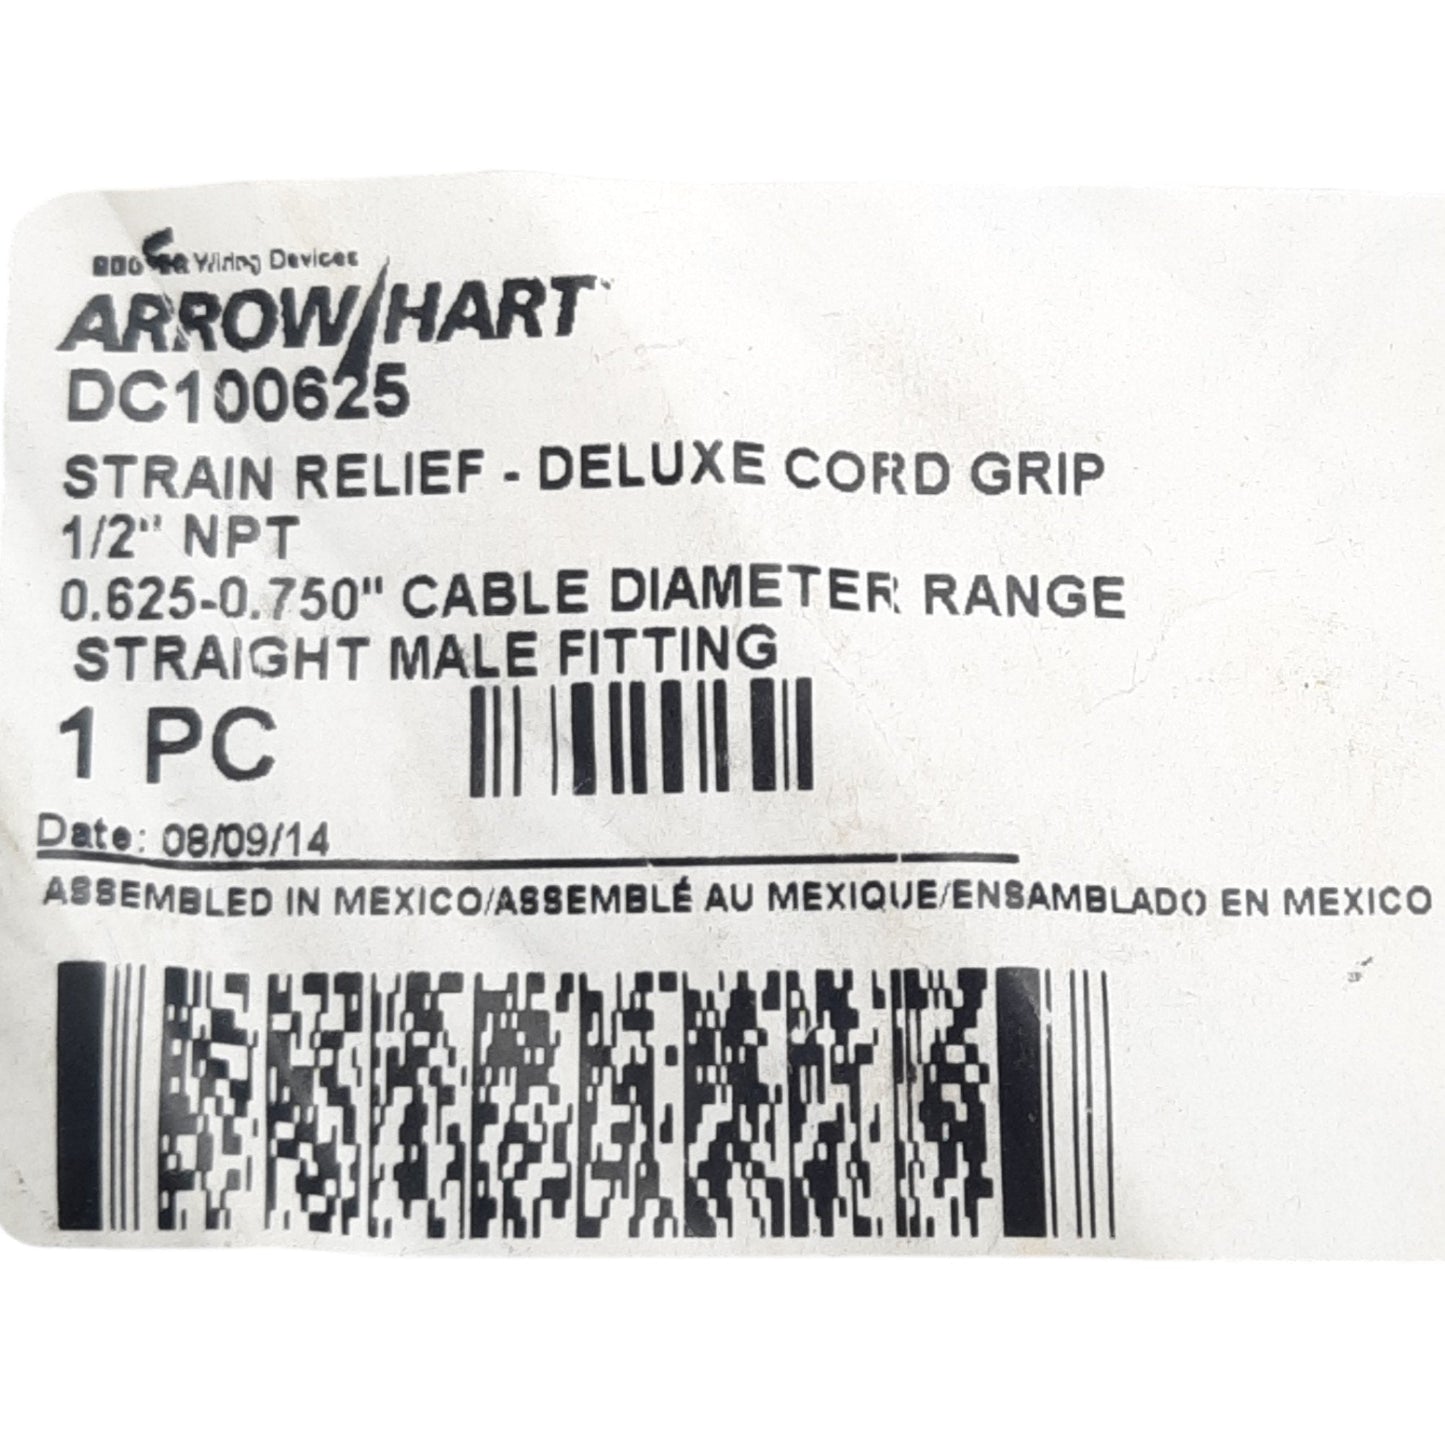 COOPER Wiring Devices
ARROW/HART
DC100625
STRAIN RELIEF - DELUXE CORD GRIP
1/2" NPT
0.625-0.750" CABLE DIAMETER RANGE
STRAIGHT MALE FITTING
1 PC
Date: 08/09/14
ASSEMBLED IN MEXICO/ASSEMBLÉ AU MEXIQUE/ENSAMBLADO EN MEXICO